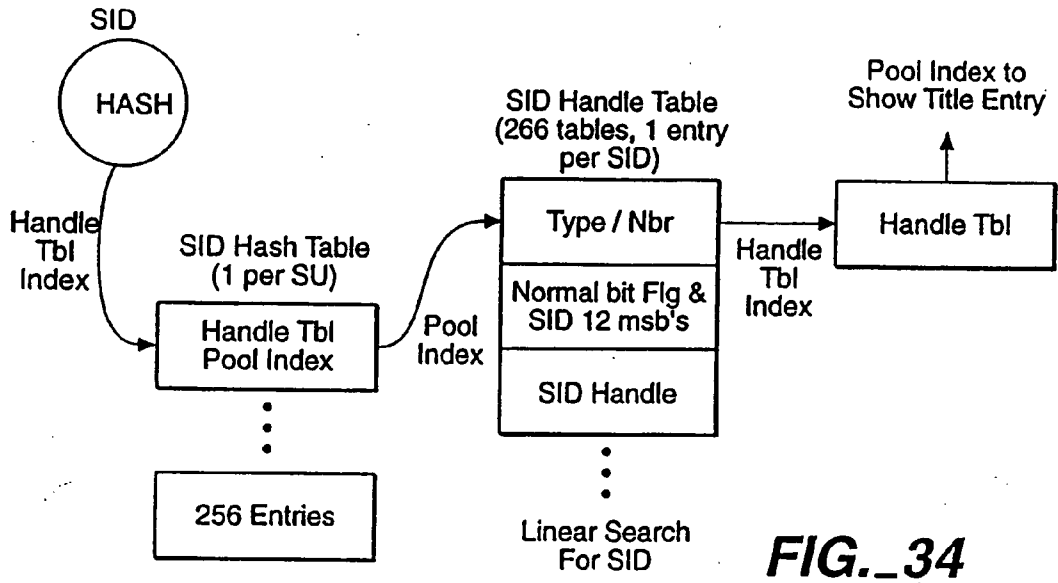 SID
HASH
Handle
Tbl
Index
SID Hash Table
(1 per SU)
Handle Tbl
Pool Index
256 Entries
Pool
Index
SID Handle Table
(266 tables, 1 entry
per SID)
Type / Nbr
Normal bit Flg &
SID 12 msb's
SID Handle
Linear Search
For SID
Handle
Tbl
Index
Pool Index to
Show Title Entry
Handle Tbl
FIG._34